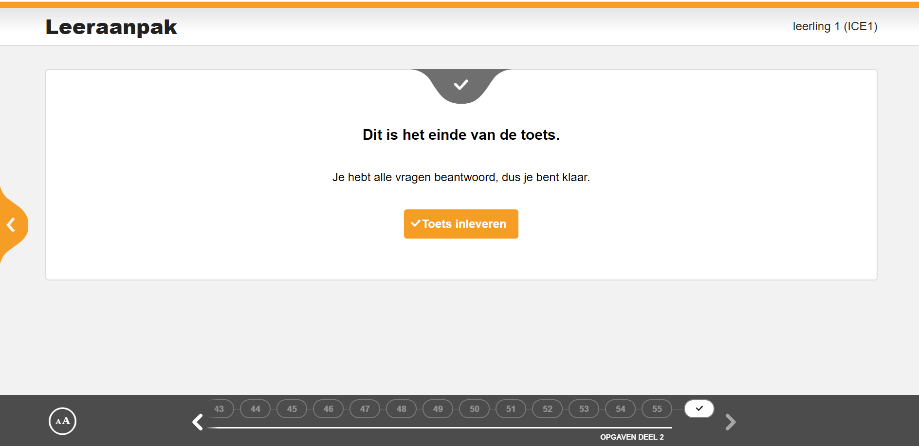 Leeraanpak
leerling 1 (ICE1)
Dit is het einde van de toets.
Je hebt alle vragen beantwoord, dus je bent klaar.
Toets inleveren
AA
43 44 45 46 47 48 49 50 51 52 53 54 55
OPGAVEN DEEL 2